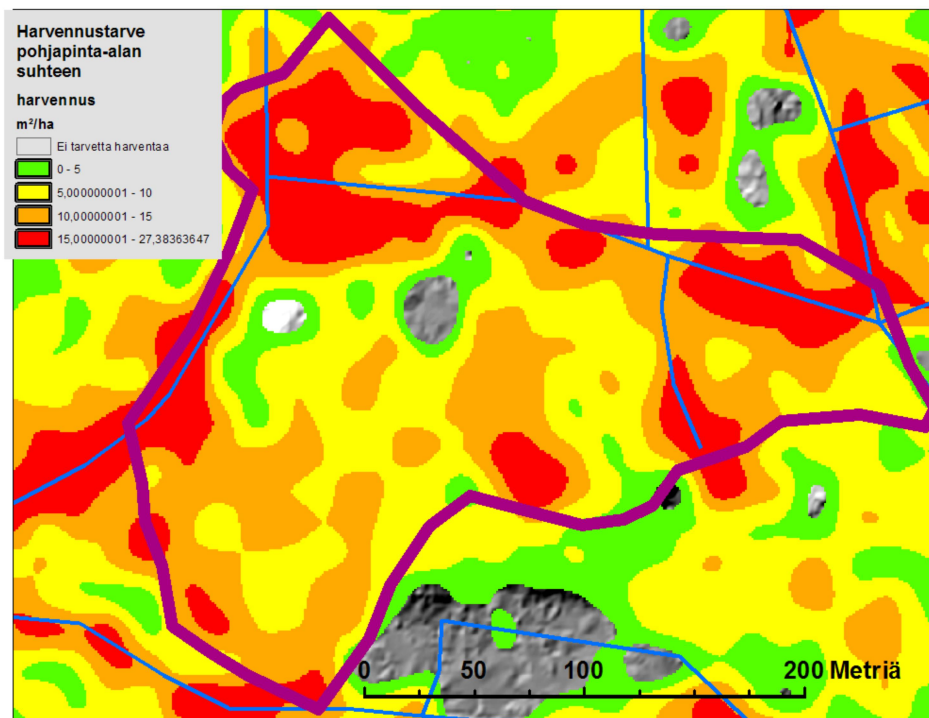 Harvennustarve
pohjapinta-alan
suhteen
harvennus
m²/ha
Ei tarvetta harventaa
0 - 5
5,000000001 - 10
10,00000001 - 15
15,00000001 - 27,38363647
0 50 100 200 Metriä